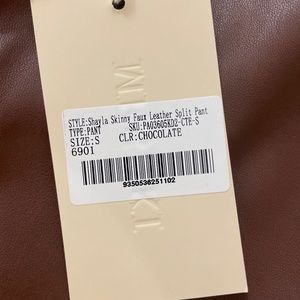 STYLE:Shayla Skinny Faux Leather Split Pant
TYPE:PANT SKU:PA03605KD2-CTE-S
SIZE:S CLR:CHOCOLATE
6901
9350536251102